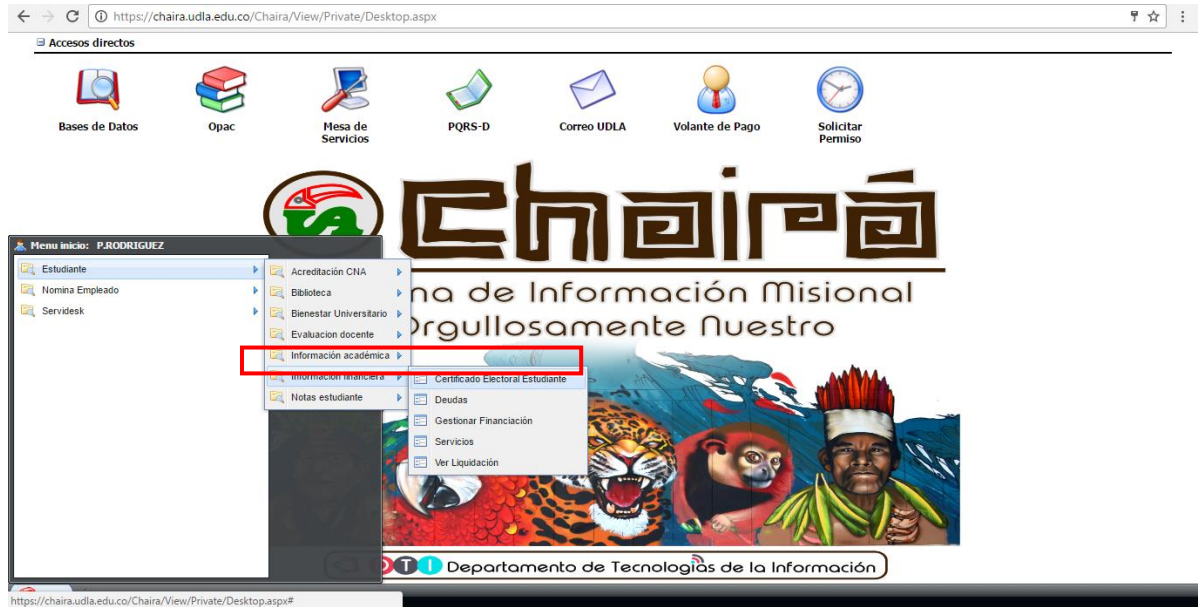 https://chaira.udla.edu.co/Chaira/View/Private/Desktop.aspx
Accesos directos
Bases de Datos
Opac
Mesa de
Servicios
PQRS-D
Correo UDLA
Volante de Pago
Solicitar
Permiso
Chairá
na de Información Misional
Orgullosamente Nuestro
Menu inicio: P.RODRIGUEZ
Estudiante
Nomina Empleado
Servidesk
Acreditación CNA
Biblioteca
Bienestar Universitario
Evaluacion docente
Información académica
Información financiera
Notas estudiante
Certificado Electoral Estudiante
Deudas
Gestionar Financiación
Servicios
Ver Liquidación
DTI Departamento de Tecnologías de la Información
https://chaira.udla.edu.co/Chaira/View/Private/Desktop.aspx#